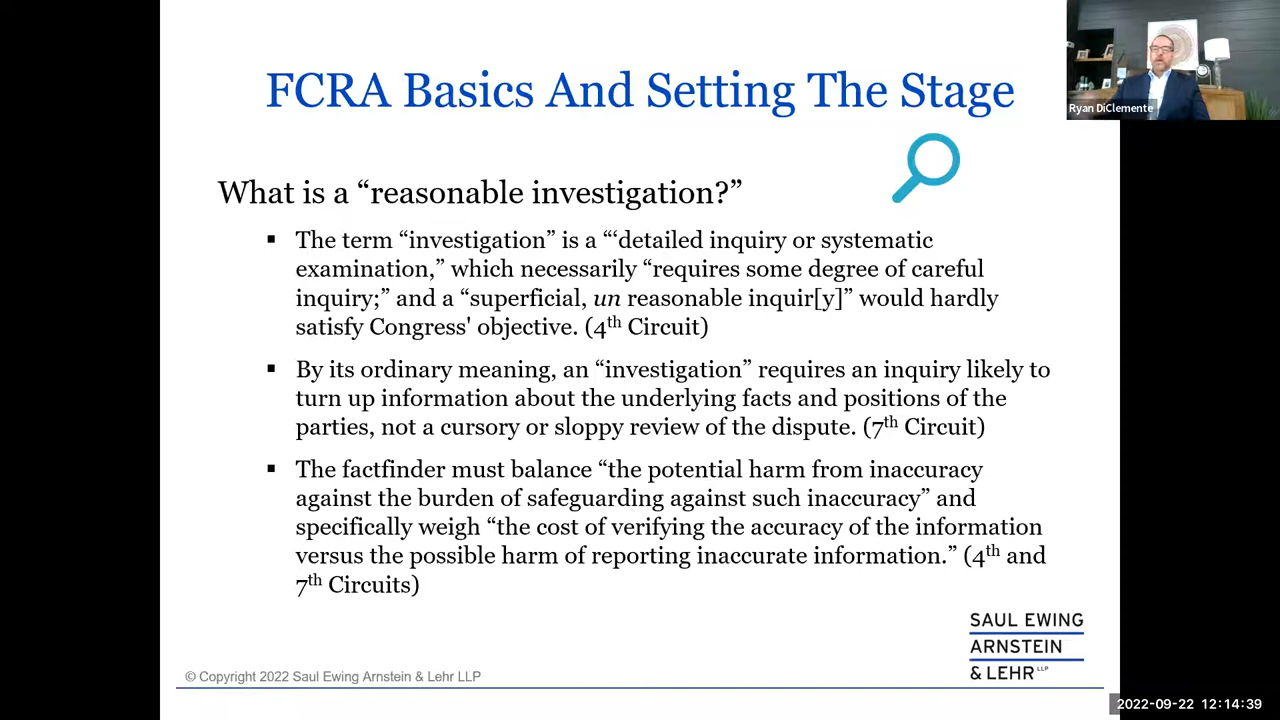 FCRA Basics And Setting The Stage
Ryan DiClemente
What is a “reasonable investigation?”
▪ The term “investigation” is a “‘detailed inquiry or systematic
examination,” which necessarily “requires some degree of careful
inquiry;” and a “superficial, un reasonable inquir[y]” would hardly
satisfy Congress' objective. (4th Circuit)
▪ By its ordinary meaning, an “investigation” requires an inquiry likely to
turn up information about the underlying facts and positions of the
parties, not a cursory or sloppy review of the dispute. (7th Circuit)
▪ The factfinder must balance “the potential harm from inaccuracy
against the burden of safeguarding against such inaccuracy” and
specifically weigh “the cost of verifying the accuracy of the information
versus the possible harm of reporting inaccurate information.” (4th and
7th Circuits)
SAUL EWING
ARNSTEIN
& LEHR LLP
© Copyright 2022 Saul Ewing Arnstein & Lehr LLP
2022-09-22 12:14:39